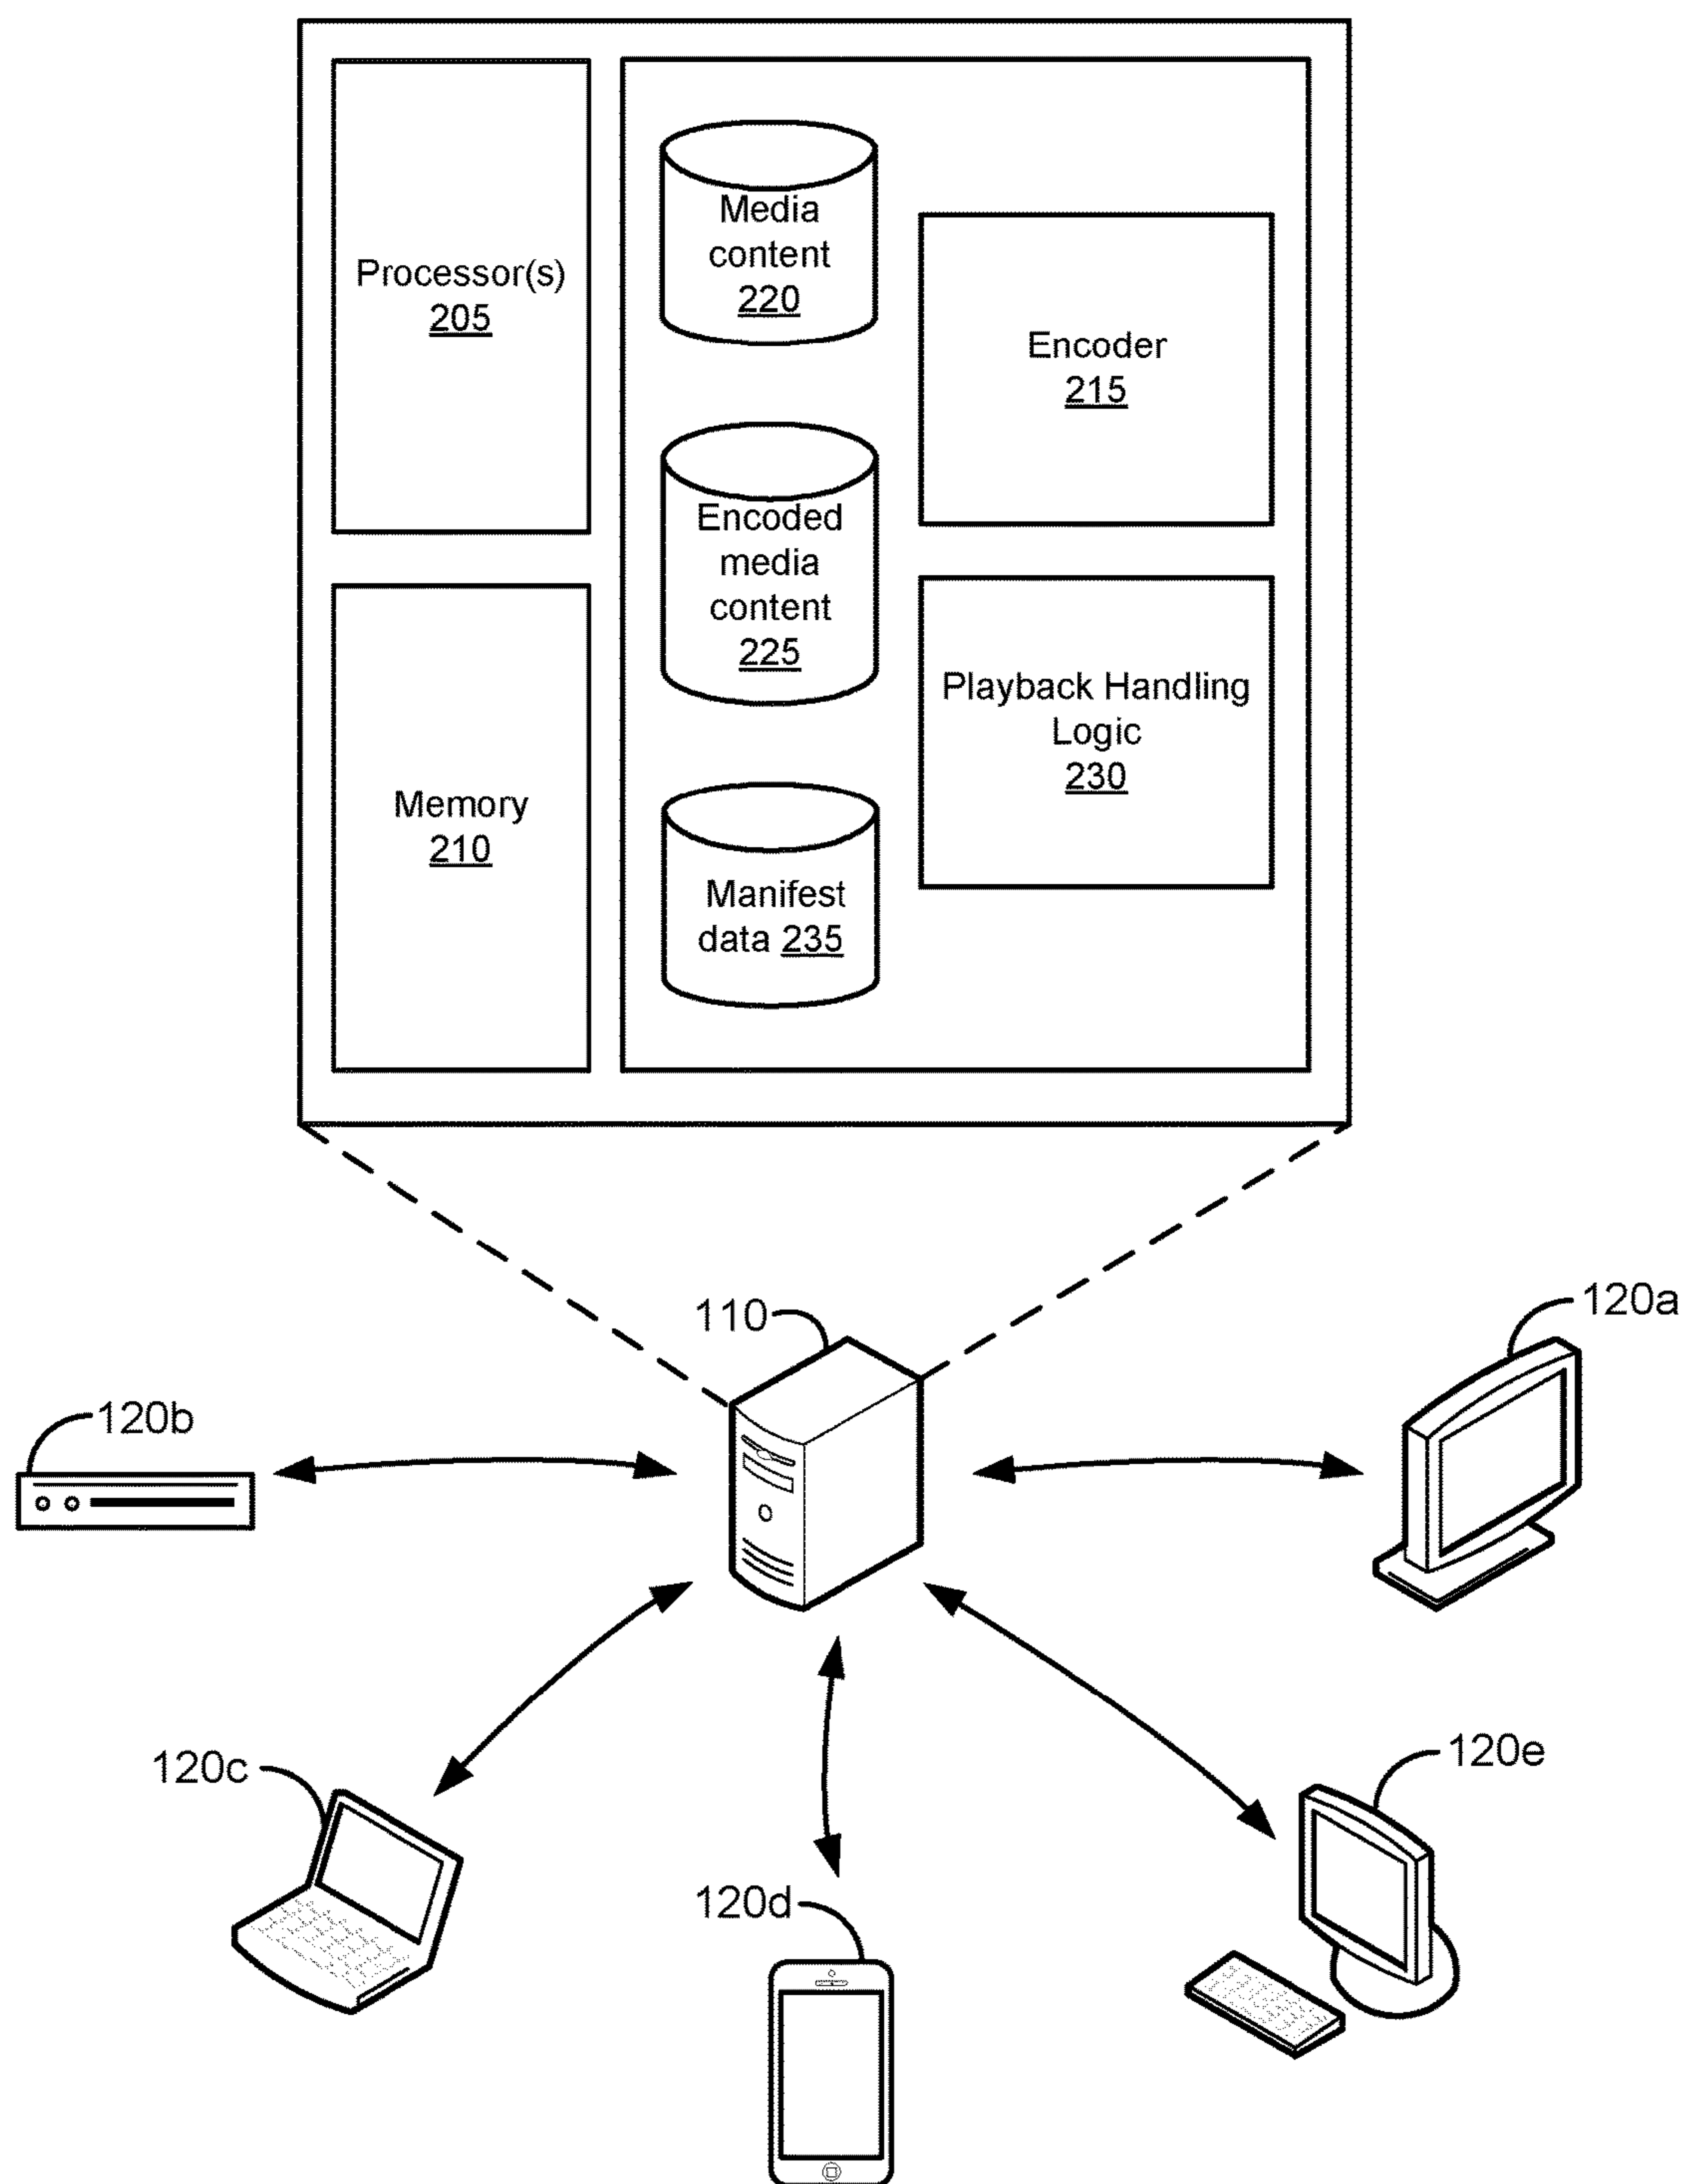 Processor(s)
205
Memory
210
Media
content
220
Encoded
media
content
225
Manifest
data 235
Encoder
215
Playback Handling
Logic
230
110
120a
120b
120c
120d
120e